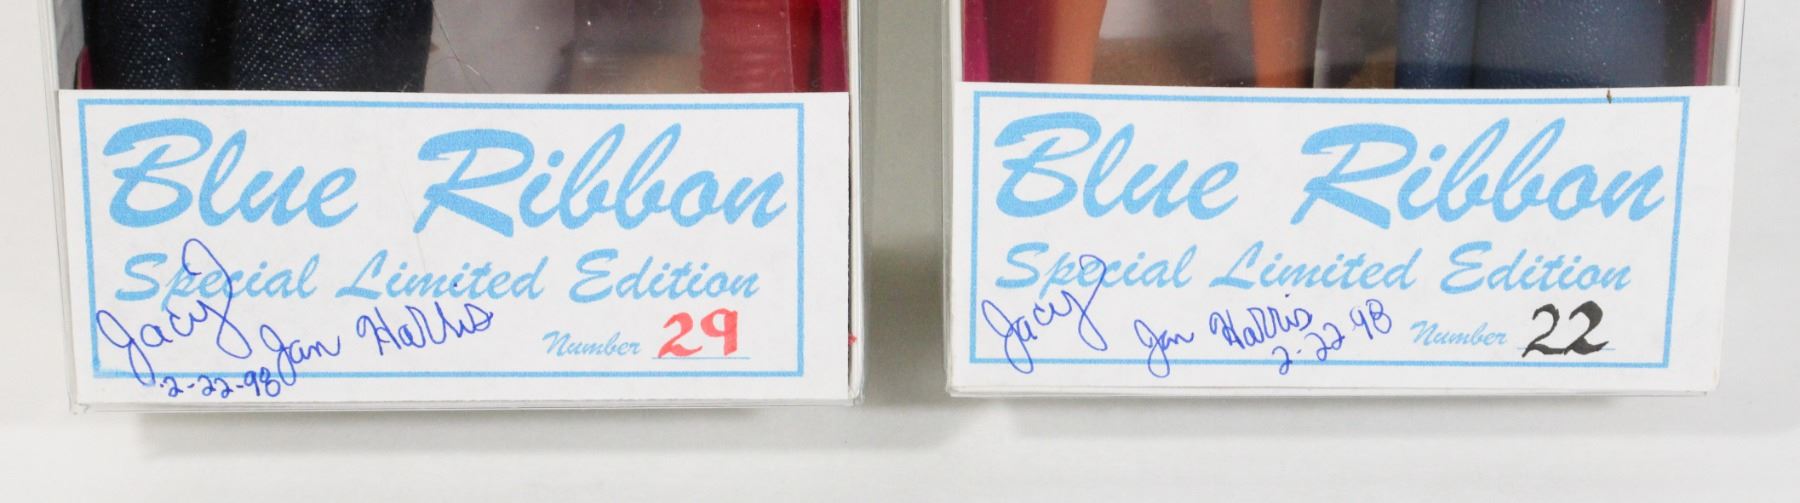 Blue Ribbon
Special Limited Edition
Jacy Jan Harris
Number 29
2-22-98
Blue Ribbon
Special Limited Edition
Jacy Jan Harris
2-22 98
Number 22